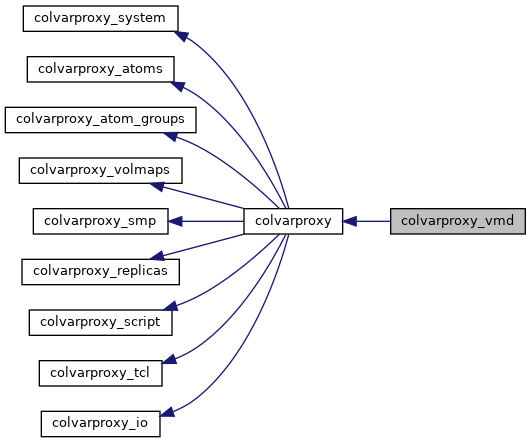 colvarproxy_system
colvarproxy_atoms
colvarproxy_atom_groups
colvarproxy_volmaps
colvarproxy_smp
colvarproxy
colvarproxy_vmd
colvarproxy_replicas
colvarproxy_script
colvarproxy_tcl
colvarproxy_io